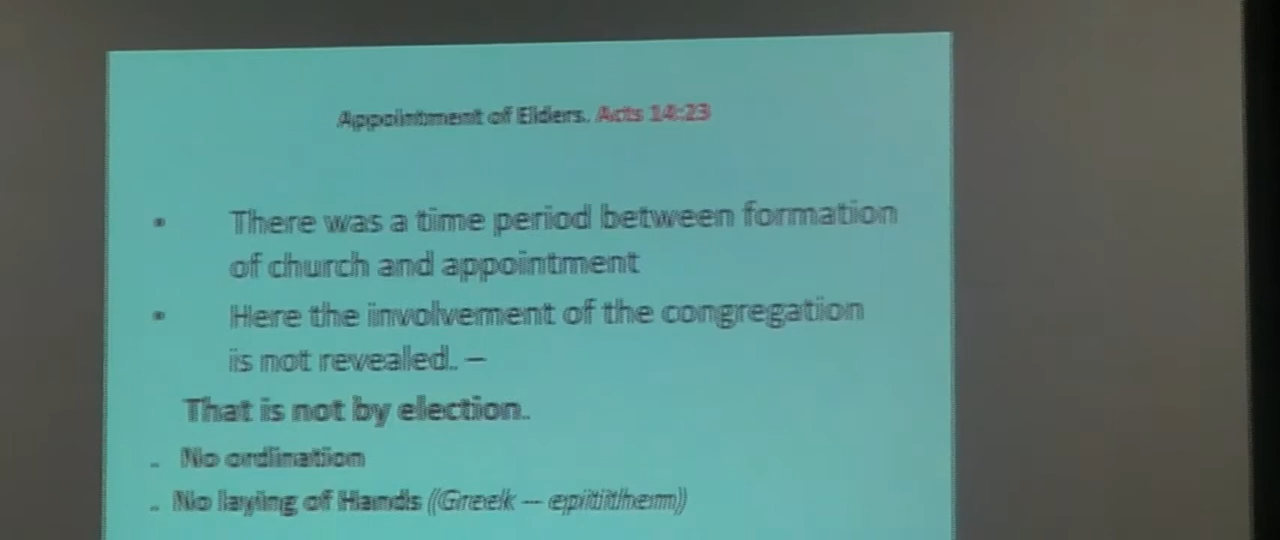 Appointment of Elders. Acts 14:23
• There was a time period between formation
of church and appointment
• Here the involvement of the congregation
is not revealed. –
That is not by election.
. No ordination
. No laying of Hands (Greek – epitithem)